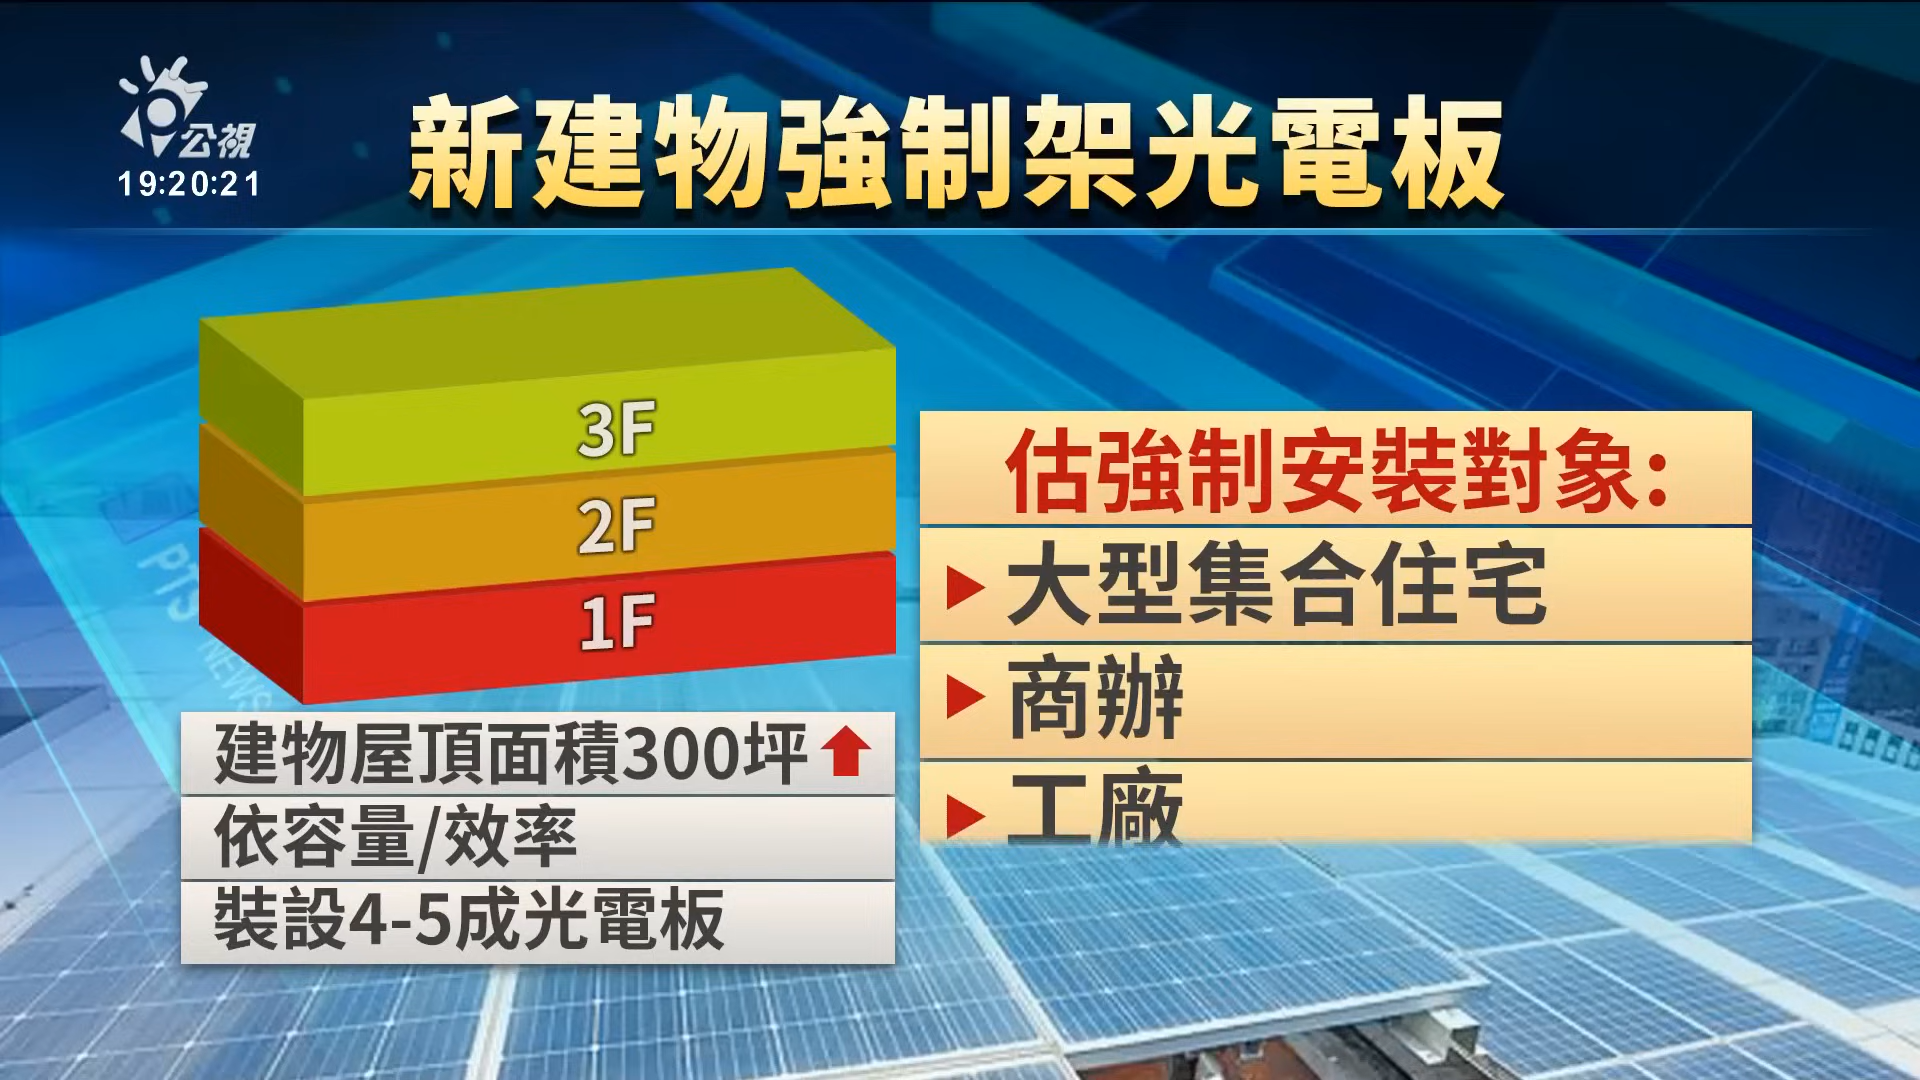 公視
19:20:21
新建物強制架光電板
3F
2F
1F
估強制安裝對象:
大型集合住宅
商辦
工廠
建物屋頂面積300坪
依容量/效率
裝設4-5成光電板
PTS
NEWS